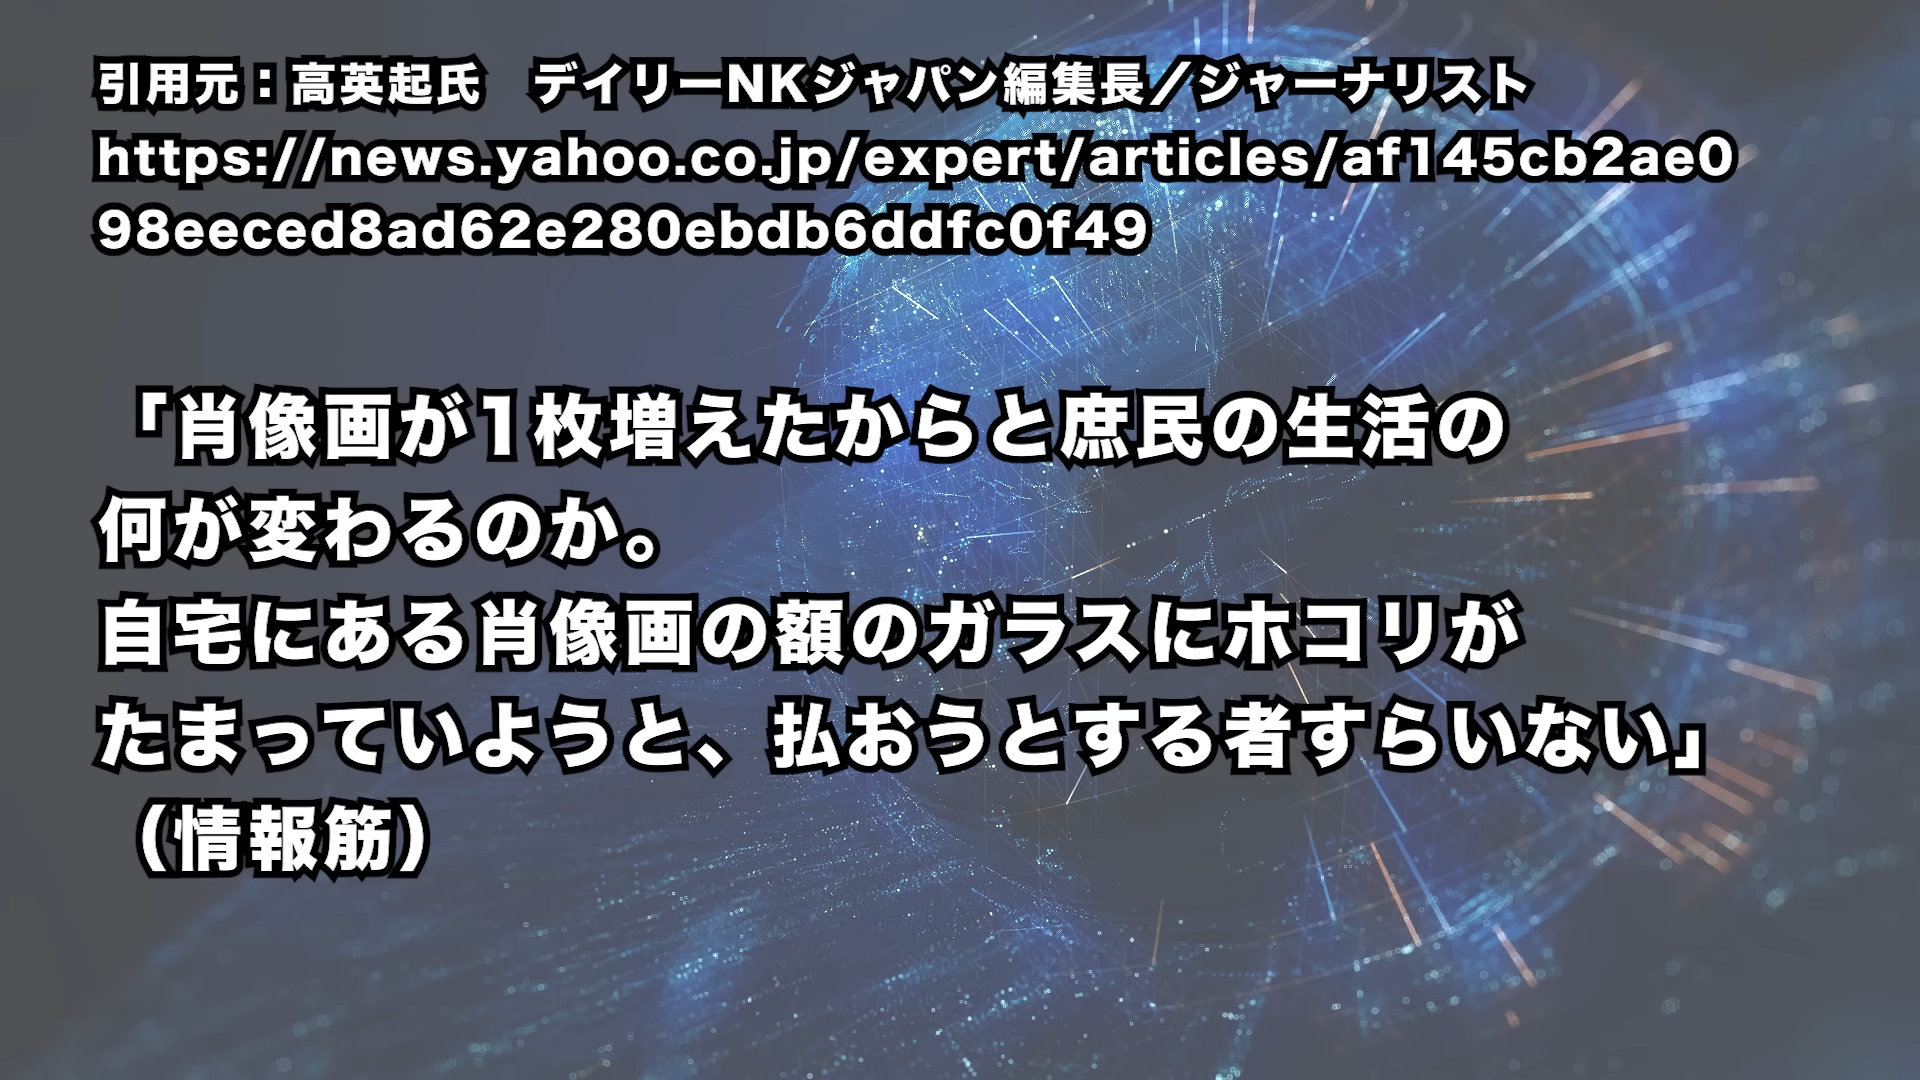 引用元：高英起氏　デイリーNKジャパン編集長／ジャーナリスト
https://news.yahoo.co.jp/expert/articles/af145cb2ae0
98eeced8ad62e280ebdb6ddfc0f49
「肖像画が1枚増えたからと庶民の生活の
何が変わるのか。
自宅にある肖像画の額のガラスにホコリが
たまっていようと、払おうとする者すらいない」
（情報筋）